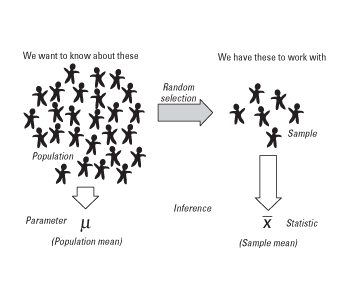 We want to know about these
We have these to work with
Random
selection
Population
Sample
Inference
Parameter μ
(Population mean)
x̄ Statistic
(Sample mean)